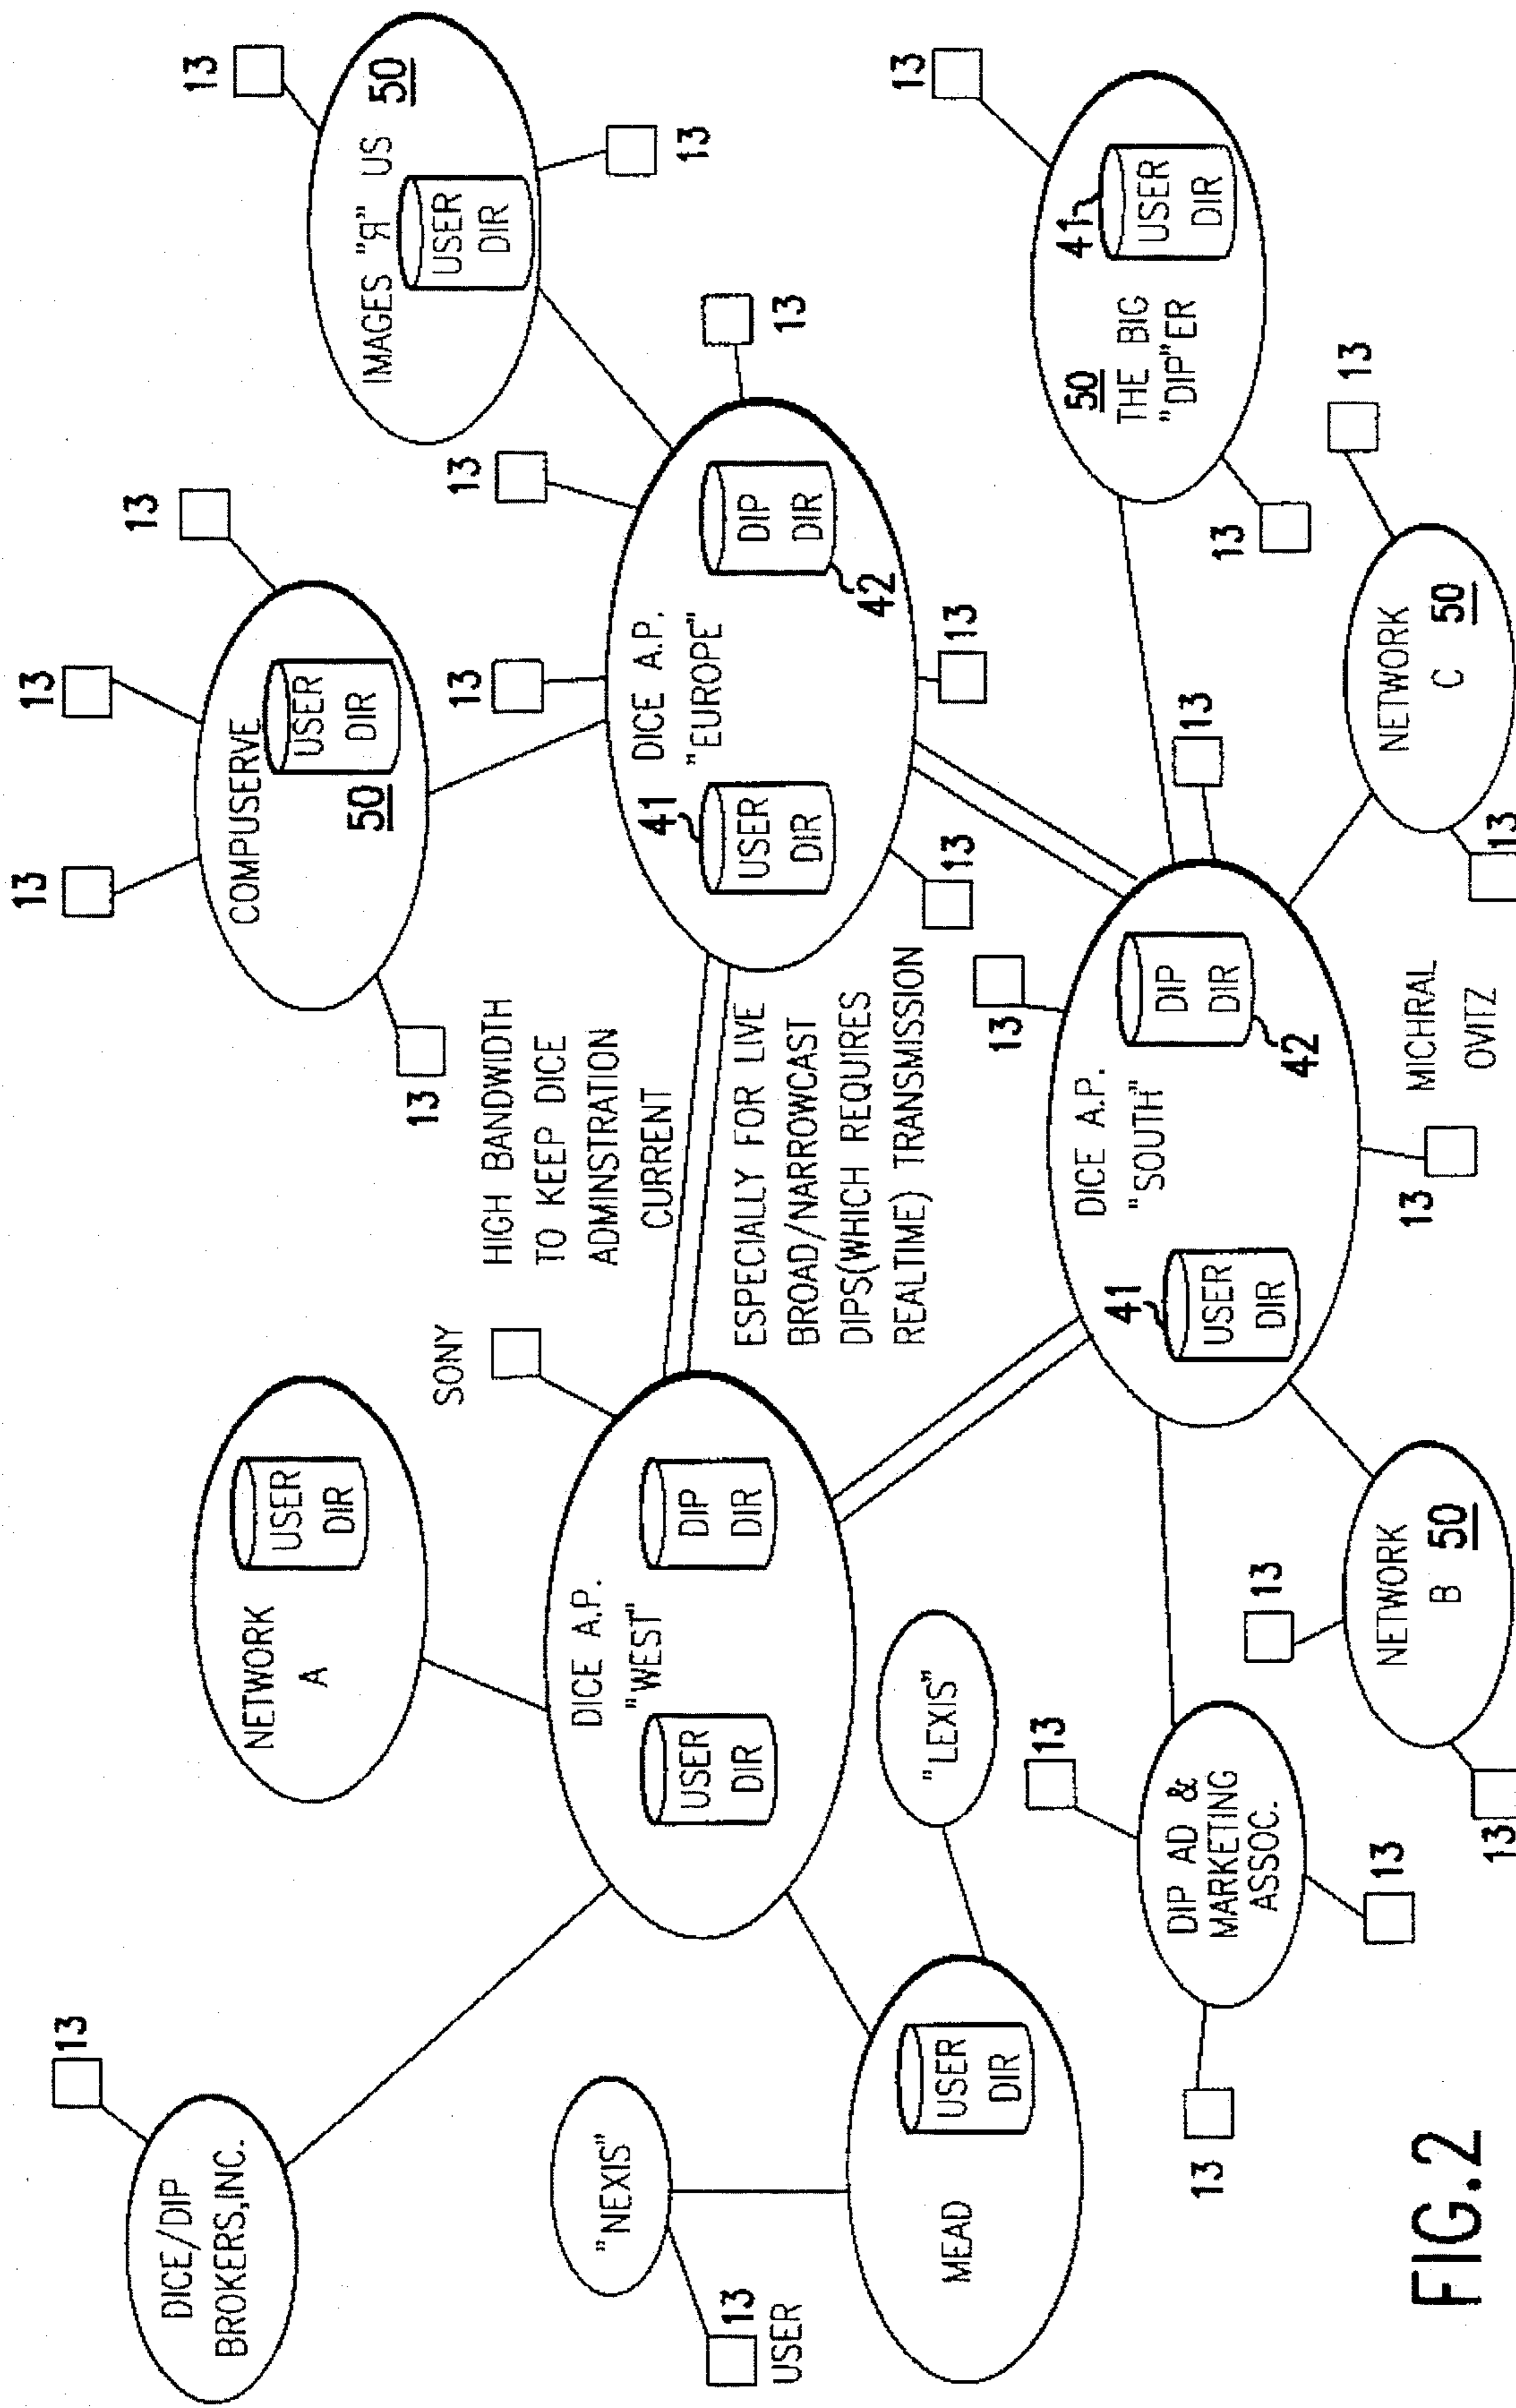 13
DICE/DIP
BROKERS,INC.
NETWORK
A
USER
DIR
13
13
13
13
COMPUSERVE
USER
DIR
50
13
IMAGES "Я" US
50
USER
DIR
13
"NEXIS"
13
USER
SONY
DICE A.P.
"WEST"
USER
DIR
DIP
DIR
HIGH BANDWIDTH
TO KEEP DICE
ADMINSTRATION
CURRENT
ESPECIALLY FOR LIVE
BROAD/NARROWCAST
DIPS(WHICH REQUIRES
REALTIME) TRANSMISSION
13
13
DICE A.P.
"EUROPE"
41
USER
DIR
DIP
DIR
42
13
13
13
MEAD
USER
DIR
"LEXIS"
13
13
50
THE BIG
"DIP"ER
41
USER
DIR
13
13
DIP AD &
MARKETING
ASSOC.
13
13
DICE A.P.
"SOUTH"
41
USER
DIR
DIP
DIR
42
13
13
13
MICHRAL
OVITZ
NETWORK
B
50
13
13
NETWORK
C
50
13
13
FIG.2